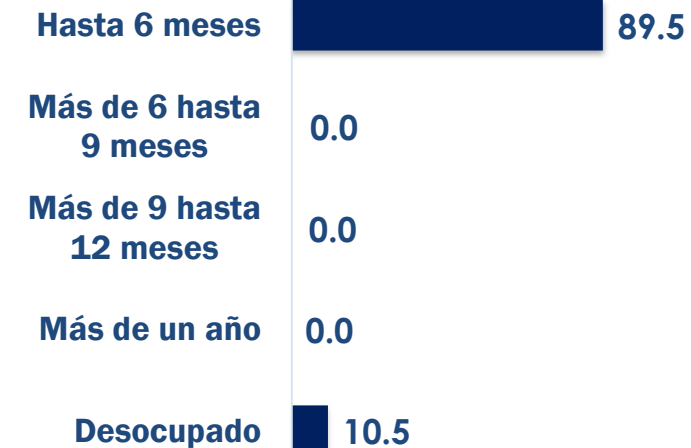 Hasta 6 meses 89.5
Más de 6 hasta
9 meses
0.0
Más de 9 hasta
12 meses
0.0
Más de un año 0.0
Desocupado 10.5